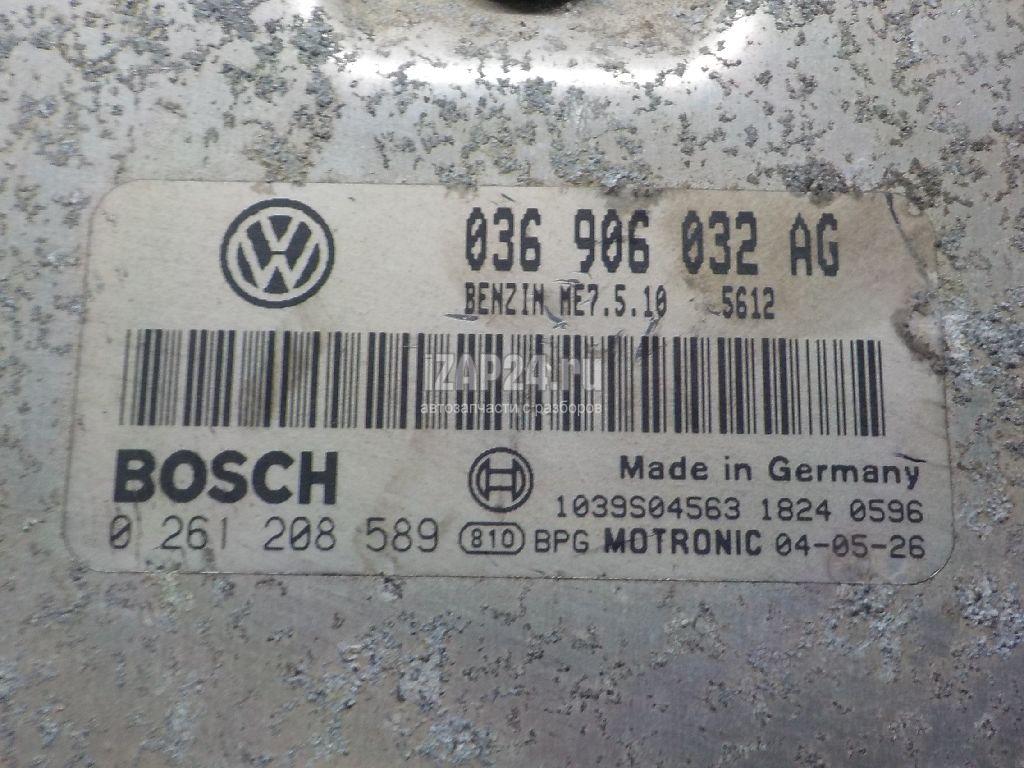 036 906 032 AG
BENZIN ME7.5.10 5612
iZAP24.ru
автозапчасти с разборов
BOSCH
Made in Germany
1039S04563 1824 0596
0 261 208 589 810 BPG MOTRONIC 04-05-26